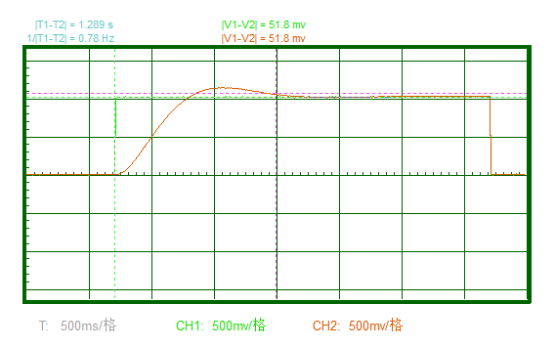 |T1-T2| = 1.289 s |V1-V2| = 51.8 mv
1/|T1-T2| = 0.78 Hz |V1-V2| = 51.8 mv
T: 500ms/格 CH1: 500mv/格 CH2: 500mv/格